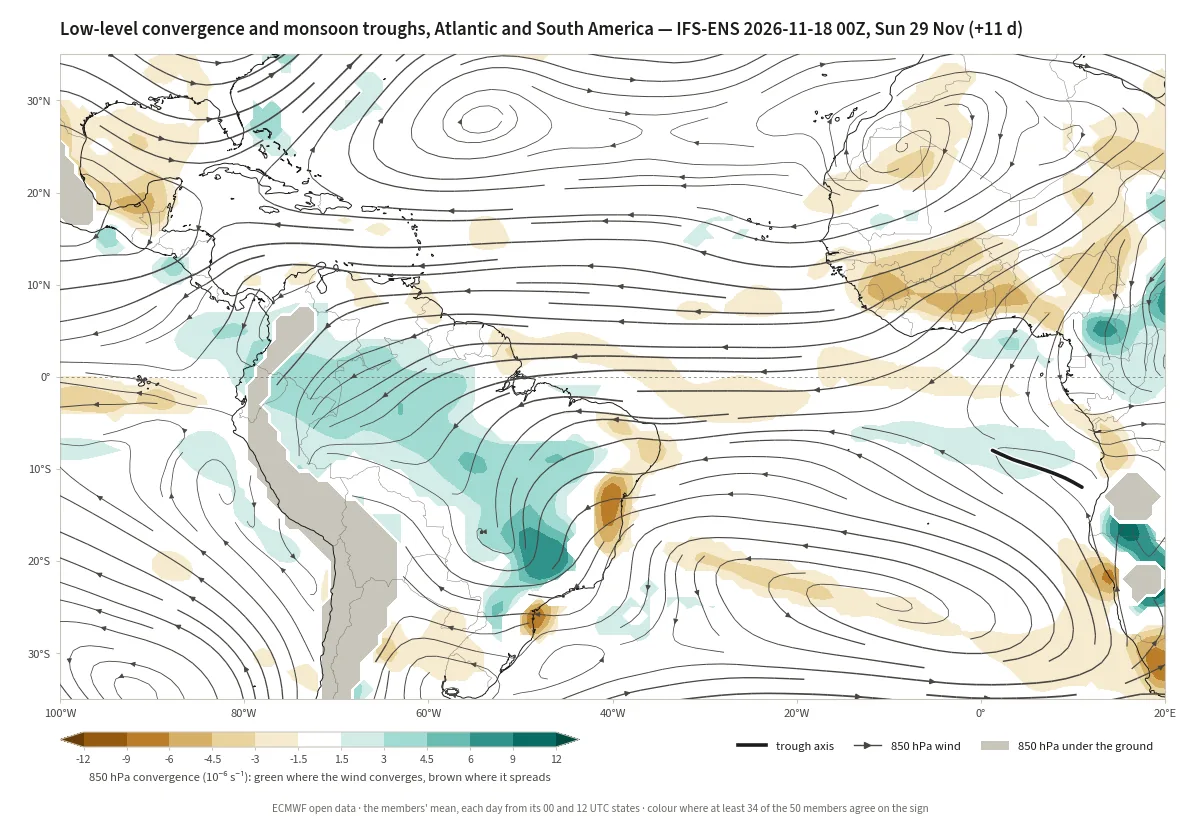 Low-level convergence and monsoon troughs, Atlantic and South America — IFS-ENS 2026-11-18 00Z, Sun 29 Nov (+11 d)
30°N
20°N
10°N
0°
10°S
20°S
30°S
100°W 80°W 60°W 40°W 20°W 0° 20°E
-12 -9 -6 -4.5 -3 -1.5 1.5 3 4.5 6 9 12
850 hPa convergence (10⁻⁶ s⁻¹): green where the wind converges, brown where it spreads
trough axis 850 hPa wind 850 hPa under the ground
ECMWF open data · the members' mean, each day from its 00 and 12 UTC states · colour where at least 34 of the 50 members agree on the sign